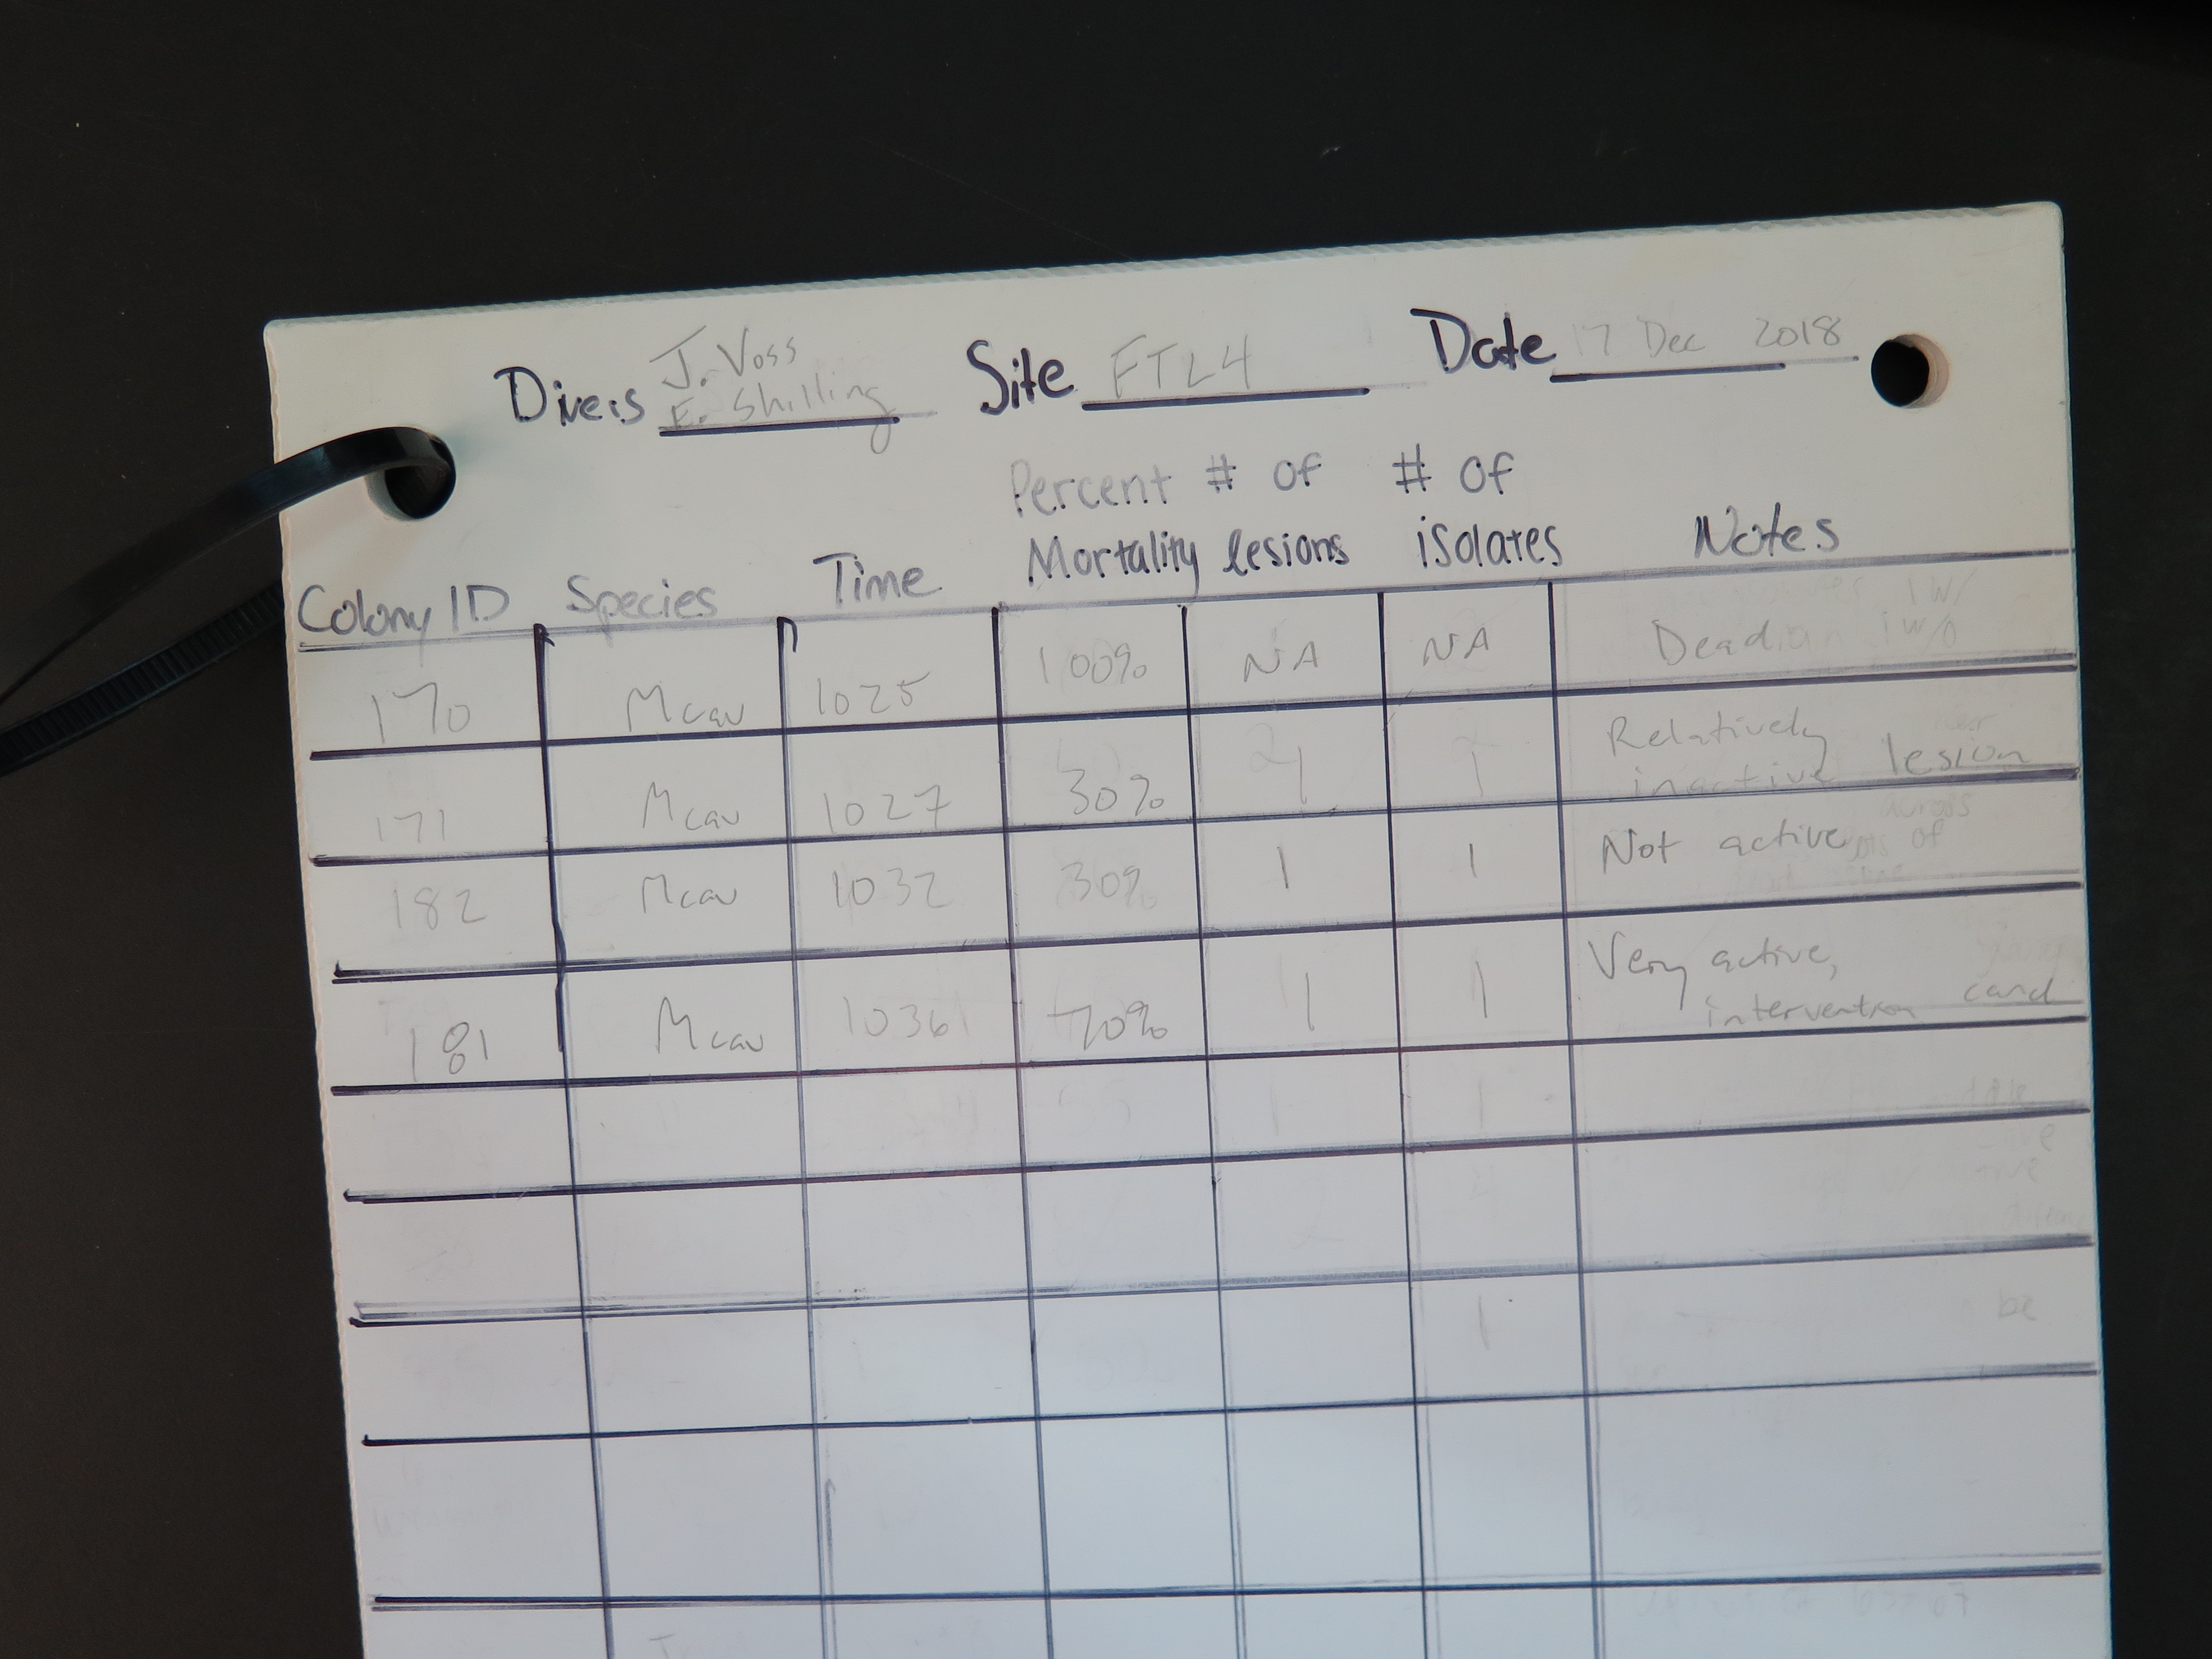 Divers J. Voss Site FTL4 Date 17 Dec 2018
E. Shilling
Percent # of # of
Colony ID Species Time Mortality lesions isolates Notes
170 Mcav 1025 100% NA NA Dead
171 Mcav 1027 30% 1 1 Relatively
inactive lesion
182 Mcav 1032 30% 1 1 Not active
181 Mcav 1036 70% 1 1 Very active,
intervention cand